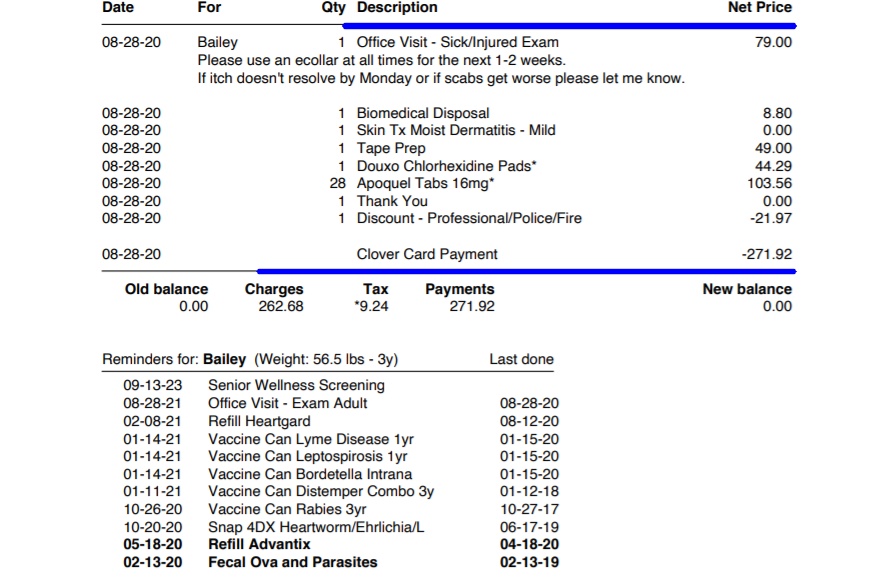 Date For Qty Description Net Price
08-28-20 Bailey 1 Office Visit - Sick/Injured Exam 79.00
Please use an ecollar at all times for the next 1-2 weeks.
If itch doesn't resolve by Monday or if scabs get worse please let me know.
08-28-20 1 Biomedical Disposal 8.80
08-28-20 1 Skin Tx Moist Dermatitis - Mild 0.00
08-28-20 1 Tape Prep 49.00
08-28-20 1 Douxo Chlorhexidine Pads* 44.29
08-28-20 28 Apoquel Tabs 16mg* 103.56
08-28-20 1 Thank You 0.00
08-28-20 1 Discount - Professional/Police/Fire -21.97
08-28-20 Clover Card Payment -271.92
Old balance Charges Tax Payments New balance
0.00 262.68 *9.24 271.92 0.00
Reminders for: Bailey (Weight: 56.5 lbs - 3y) Last done
09-13-23 Senior Wellness Screening
08-28-21 Office Visit - Exam Adult 08-28-20
02-08-21 Refill Heartgard 08-12-20
01-14-21 Vaccine Can Lyme Disease 1yr 01-15-20
01-14-21 Vaccine Can Leptospirosis 1yr 01-15-20
01-14-21 Vaccine Can Bordetella Intrana 01-15-20
01-11-21 Vaccine Can Distemper Combo 3y 01-12-18
10-26-20 Vaccine Can Rabies 3yr 10-27-17
10-20-20 Snap 4DX Heartworm/Ehrlichia/L 06-17-19
05-18-20 Refill Advantix 04-18-20
02-13-20 Fecal Ova and Parasites 02-13-19